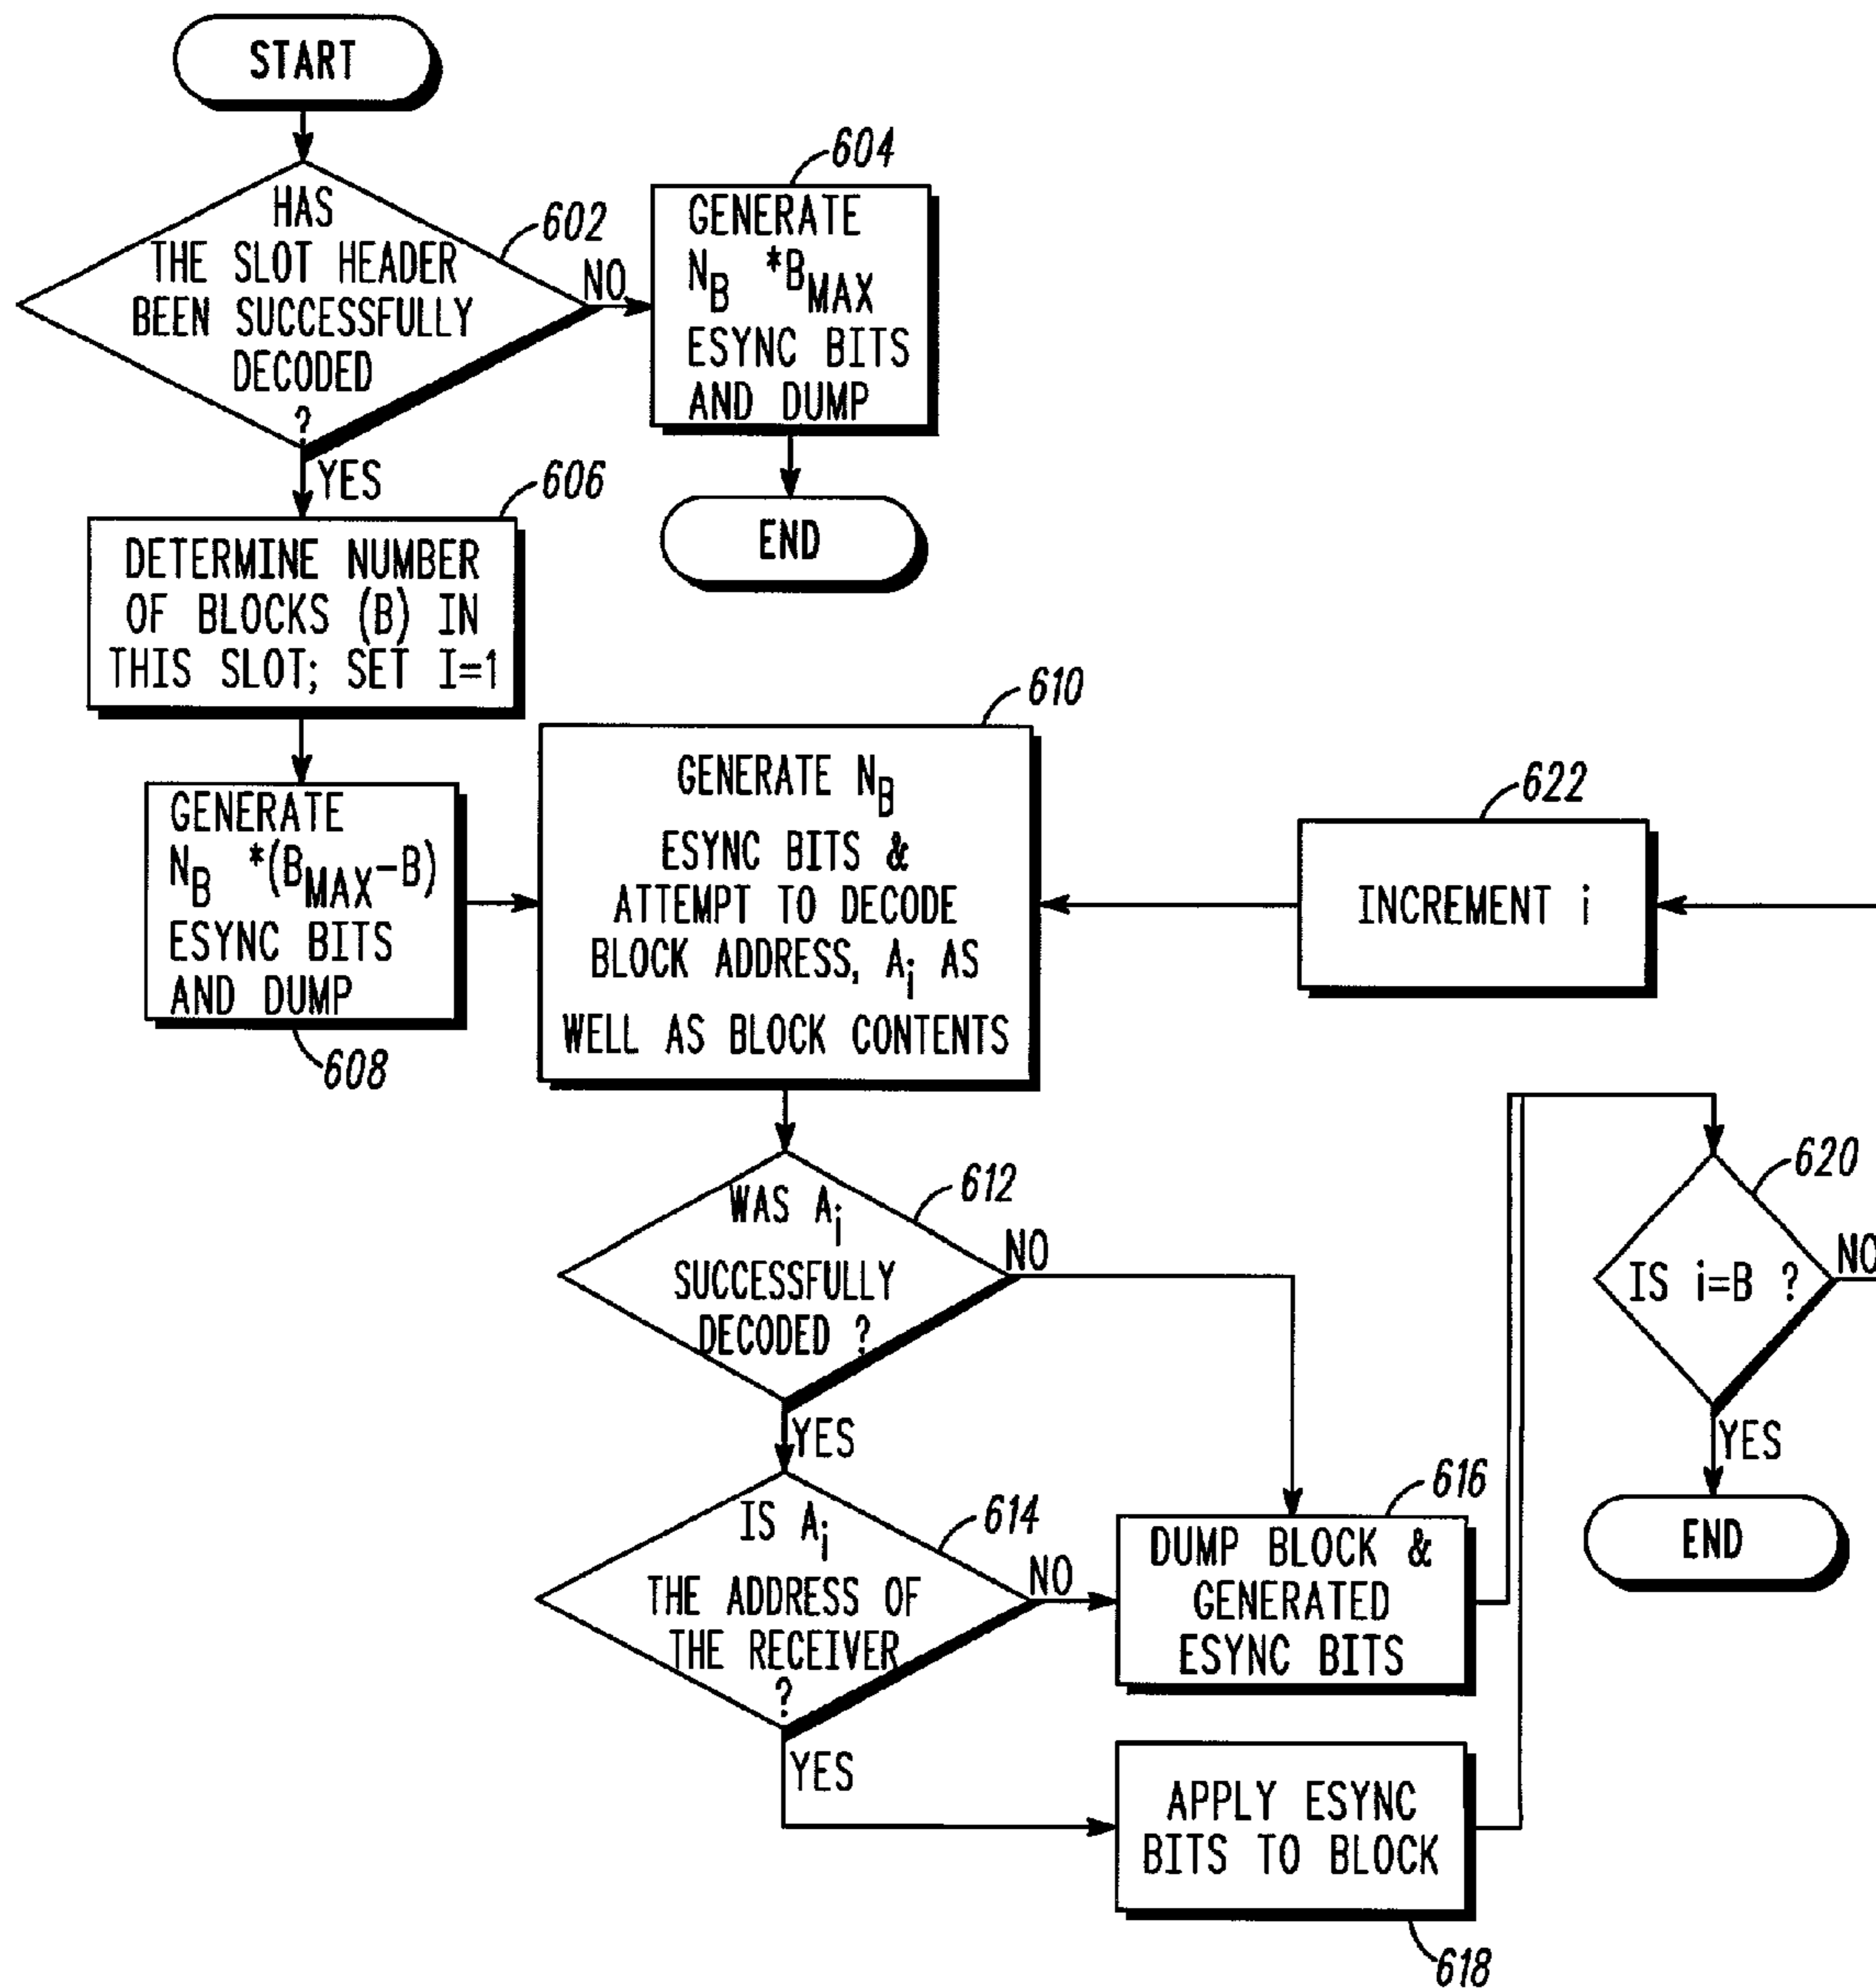 START
HAS
THE SLOT HEADER
BEEN SUCCESSFULLY
DECODED
?
602
NO
YES
604
GENERATE
N_B *B_MAX
ESYNC BITS
AND DUMP
END
606
DETERMINE NUMBER
OF BLOCKS (B) IN
THIS SLOT; SET I=1
GENERATE
N_B *(B_MAX-B)
ESYNC BITS
AND DUMP
608
610
GENERATE N_B
ESYNC BITS &
ATTEMPT TO DECODE
BLOCK ADDRESS, A_i AS
WELL AS BLOCK CONTENTS
622
INCREMENT i
612
WAS A_i
SUCCESSFULLY
DECODED ?
NO
YES
614
IS A_i
THE ADDRESS OF
THE RECEIVER
?
NO
YES
616
DUMP BLOCK &
GENERATED
ESYNC BITS
APPLY ESYNC
BITS TO BLOCK
618
620
IS i=B ?
NO
YES
END